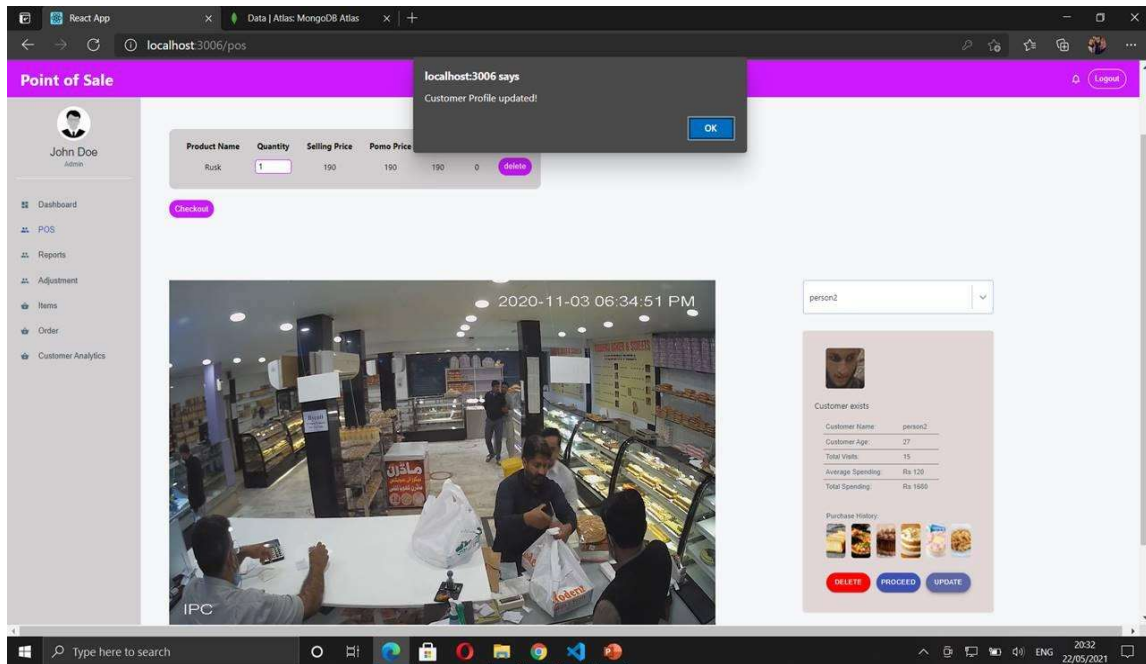 React App
Data | Atlas: MongoDB Atlas
localhost:3006/pos
Point of Sale
localhost:3006 says
Customer Profile updated!
OK
Logout
John Doe
Admin
Dashboard
POS
Reports
Adjustment
Items
Order
Customer Analytics
Product Name Quantity Selling Price Pomo Price
Rusk 1 190 190 190 0 delete
Checkout
2020-11-03 06:34:51 PM
ماڈرن
Modern
IPC
person2
Customer exists
Customer Name: person2
Customer Age: 27
Total Visits: 15
Average Spending: Rs 120
Total Spending: Rs 1680
Purchase History:
DELETE PROCEED UPDATE
Type here to search
ENG
20:32
22/05/2021